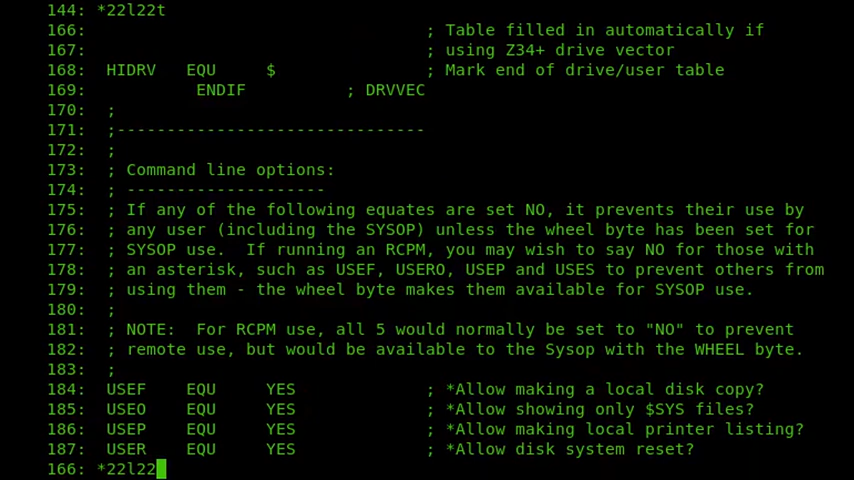 144: *22l22t
166: ; Table filled in automatically if
167: ; using Z34+ drive vector
168: HIDRV EQU $ ; Mark end of drive/user table
169: ENDIF ; DRVVEC
170: ;
171: ;-------------------------------
172: ;
173: ; Command line options:
174: ; --------------------
175: ; If any of the following equates are set NO, it prevents their use by
176: ; any user (including the SYSOP) unless the wheel byte has been set for
177: ; SYSOP use. If running an RCPM, you may wish to say NO for those with
178: ; an asterisk, such as USEF, USERO, USEP and USES to prevent others from
179: ; using them - the wheel byte makes them available for SYSOP use.
180: ;
181: ; NOTE: For RCPM use, all 5 would normally be set to "NO" to prevent
182: ; remote use, but would be available to the Sysop with the WHEEL byte.
183: ;
184: USEF EQU YES ; *Allow making a local disk copy?
185: USEO EQU YES ; *Allow showing only $SYS files?
186: USEP EQU YES ; *Allow making local printer listing?
187: USER EQU YES ; *Allow disk system reset?
166: *22l22